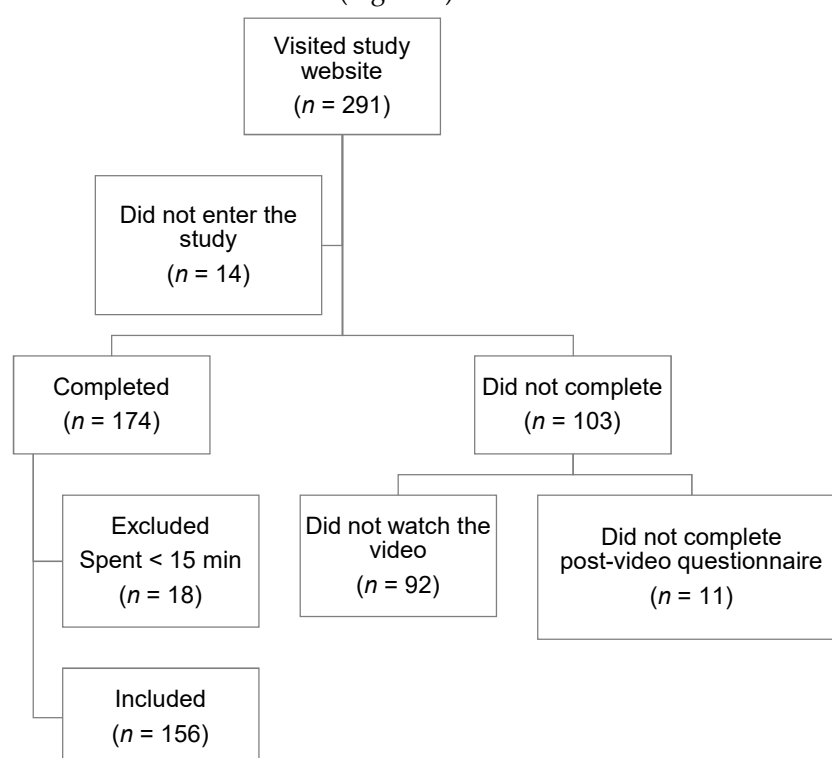 Visited study
website
(n = 291)
Did not enter the
study
(n = 14)
Completed
(n = 174)
Did not complete
(n = 103)
Excluded
Spent < 15 min
(n = 18)
Did not watch the
video
(n = 92)
Did not complete
post-video questionnaire
(n = 11)
Included
(n = 156)